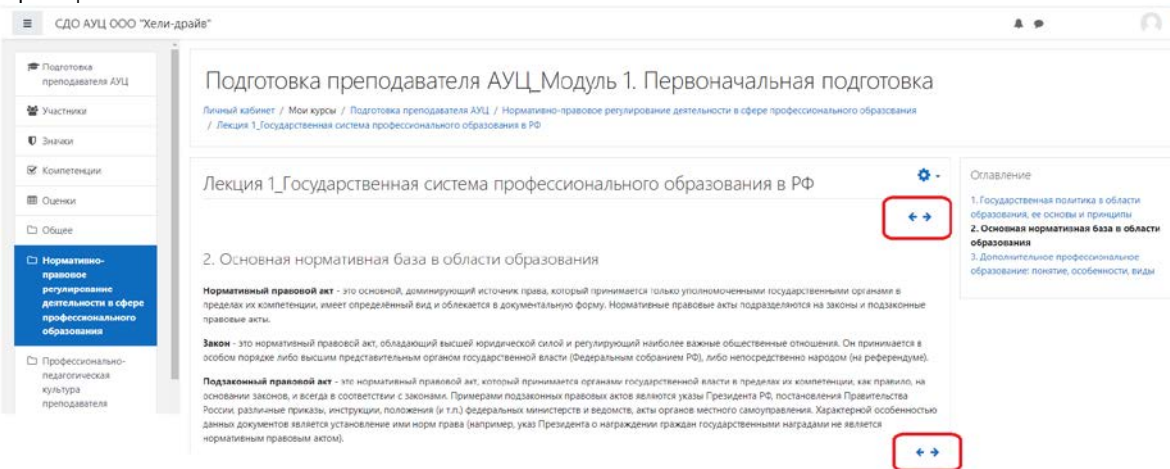 СДО АУЦ ООО "Хели-драйв"
Подготовка
преподавателя АУЦ
Участники
Значки
Компетенции
Оценки
Общее
Нормативно-
правовое
регулирование
деятельности в сфере
профессионального
образования
Профессионально-
педагогическая
культура
преподавателя
Подготовка преподавателя АУЦ_Модуль 1. Первоначальная подготовка
Личный кабинет / Мои курсы / Подготовка преподавателя АУЦ / Нормативно-правовое регулирование деятельности в сфере профессионального образования
/ Лекция 1_Государственная система профессионального образования в РФ
Лекция 1_Государственная система профессионального образования в РФ
2. Основная нормативная база в области образования
Нормативный правовой акт - это основной, доминирующий источник права, который принимается только уполномоченными государственными органами в
пределах их компетенции, имеет определённый вид и облекается в документальную форму. Нормативные правовые акты подразделяются на законы и подзаконные
правовые акты.
Закон - это нормативный правовой акт, обладающий высшей юридической силой и регулирующий наиболее важные общественные отношения. Он принимается в
особом порядке либо высшим представительным органом государственной власти (Федеральным собранием РФ), либо непосредственно народом (на референдуме).
Подзаконный правовой акт - это нормативный правовой акт, который принимается органами государственной власти в пределах их компетенции, как правило, на
основании законов, и всегда в соответствии с законами. Примерами подзаконных правовых актов являются указы Президента РФ, постановления Правительства
России, различные приказы, инструкции, положения (и т.п.) федеральных министерств и ведомств, акты органов местного самоуправления. Характерной особенностью
данных документов является установление ими норм права (например, указ Президента о награждении граждан государственными наградами не является
нормативным правовым актом).
Оглавление
1. Государственная политика в области
образования, ее основы и принципы
2. Основная нормативная база в области
образования
3. Дополнительное профессиональное
образование: понятие, особенности, виды